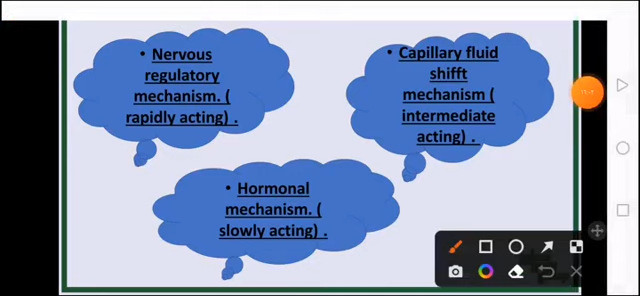 • Nervous
regulatory
mechanism. (
rapidly acting) .
• Capillary fluid
shifft
mechanism (
intermediate
acting) .
• Hormonal
mechanism. (
slowly acting) .